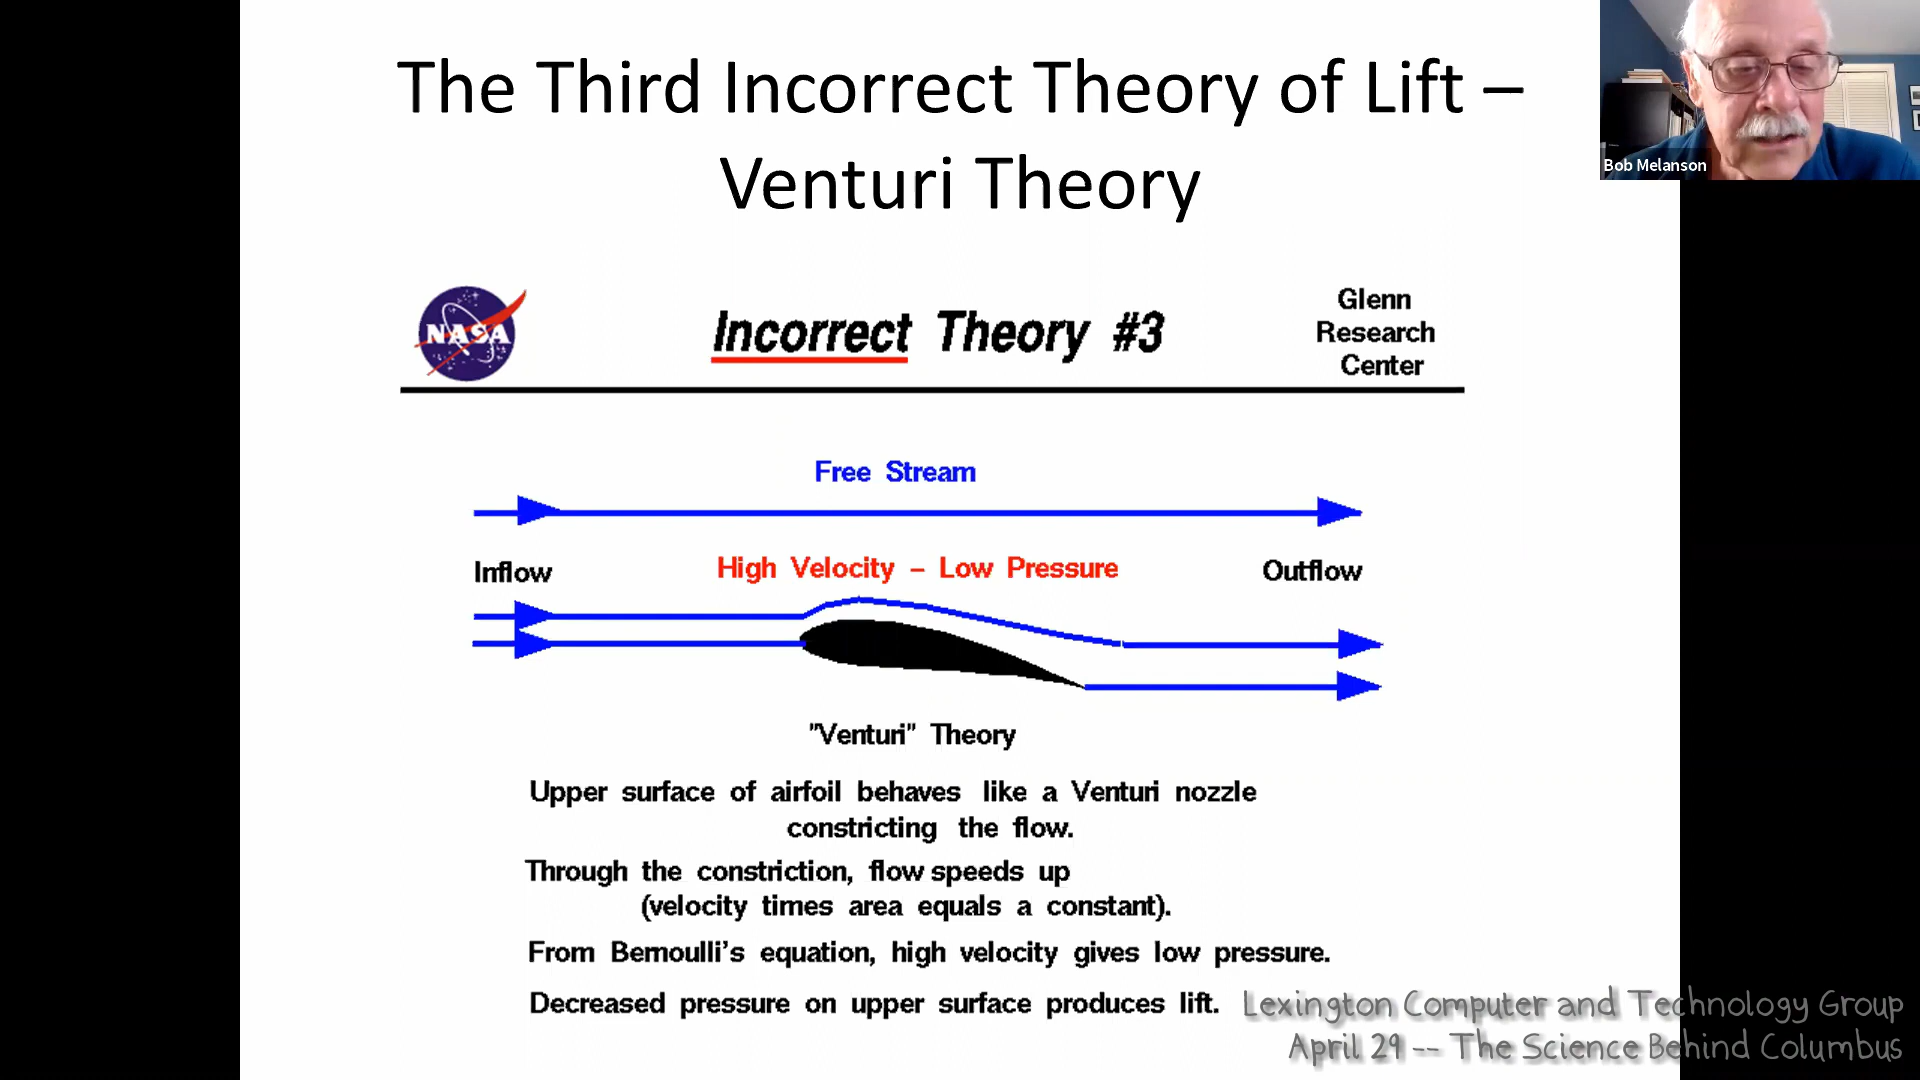 The Third Incorrect Theory of Lift –
Venturi Theory
Bob Melanson
NASA
Incorrect Theory #3
Glenn
Research
Center
Free Stream
Inflow
High Velocity – Low Pressure
Outflow
"Venturi" Theory
Upper surface of airfoil behaves like a Venturi nozzle
constricting the flow.
Through the constriction, flow speeds up
(velocity times area equals a constant).
From Bernoulli's equation, high velocity gives low pressure.
Decreased pressure on upper surface produces lift.
Lexington Computer and Technology Group
April 29 -- The Science Behind Columbus